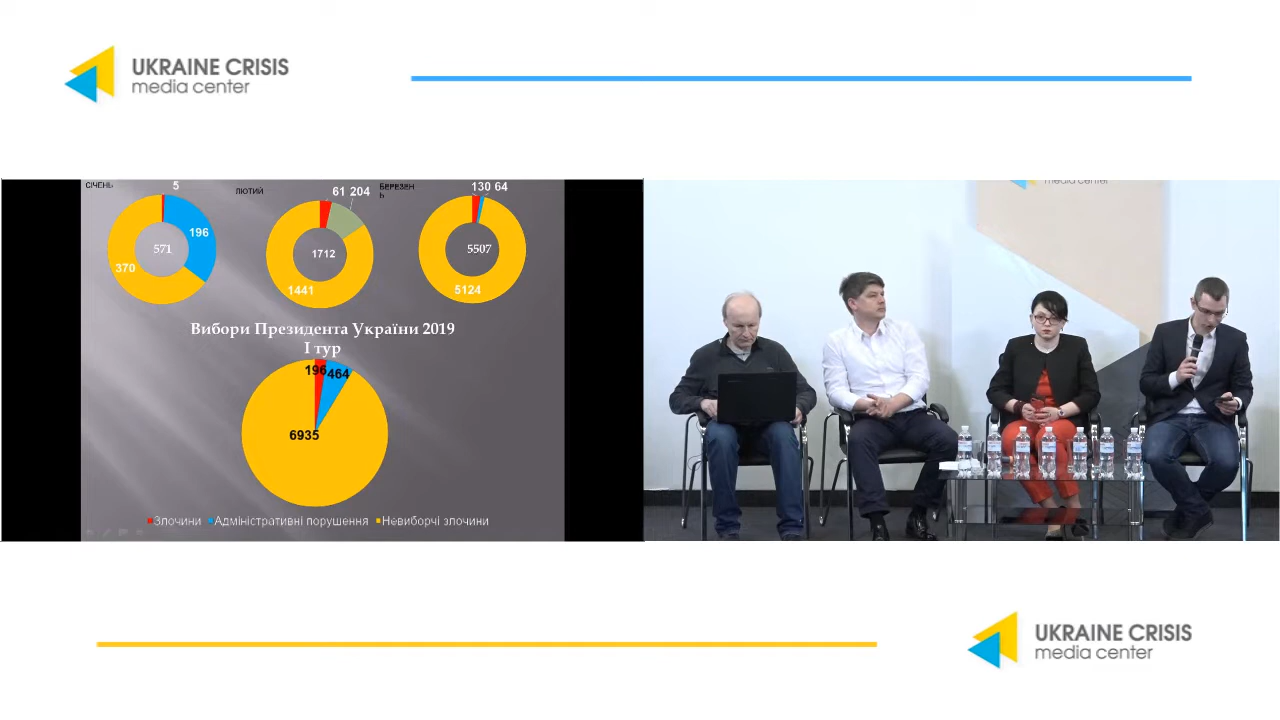 UKRAINE CRISIS
media center
СІЧЕНЬ
5
196
370
571
ЛЮТИЙ
61 204
1441
1712
БЕРЕЗЕН
Ь
130 64
5124
5507
Вибори Президента України 2019
І тур
196
464
6935
Злочини Адміністративні порушення Невиборчі злочини
media center
UKRAINE CRISIS
media center